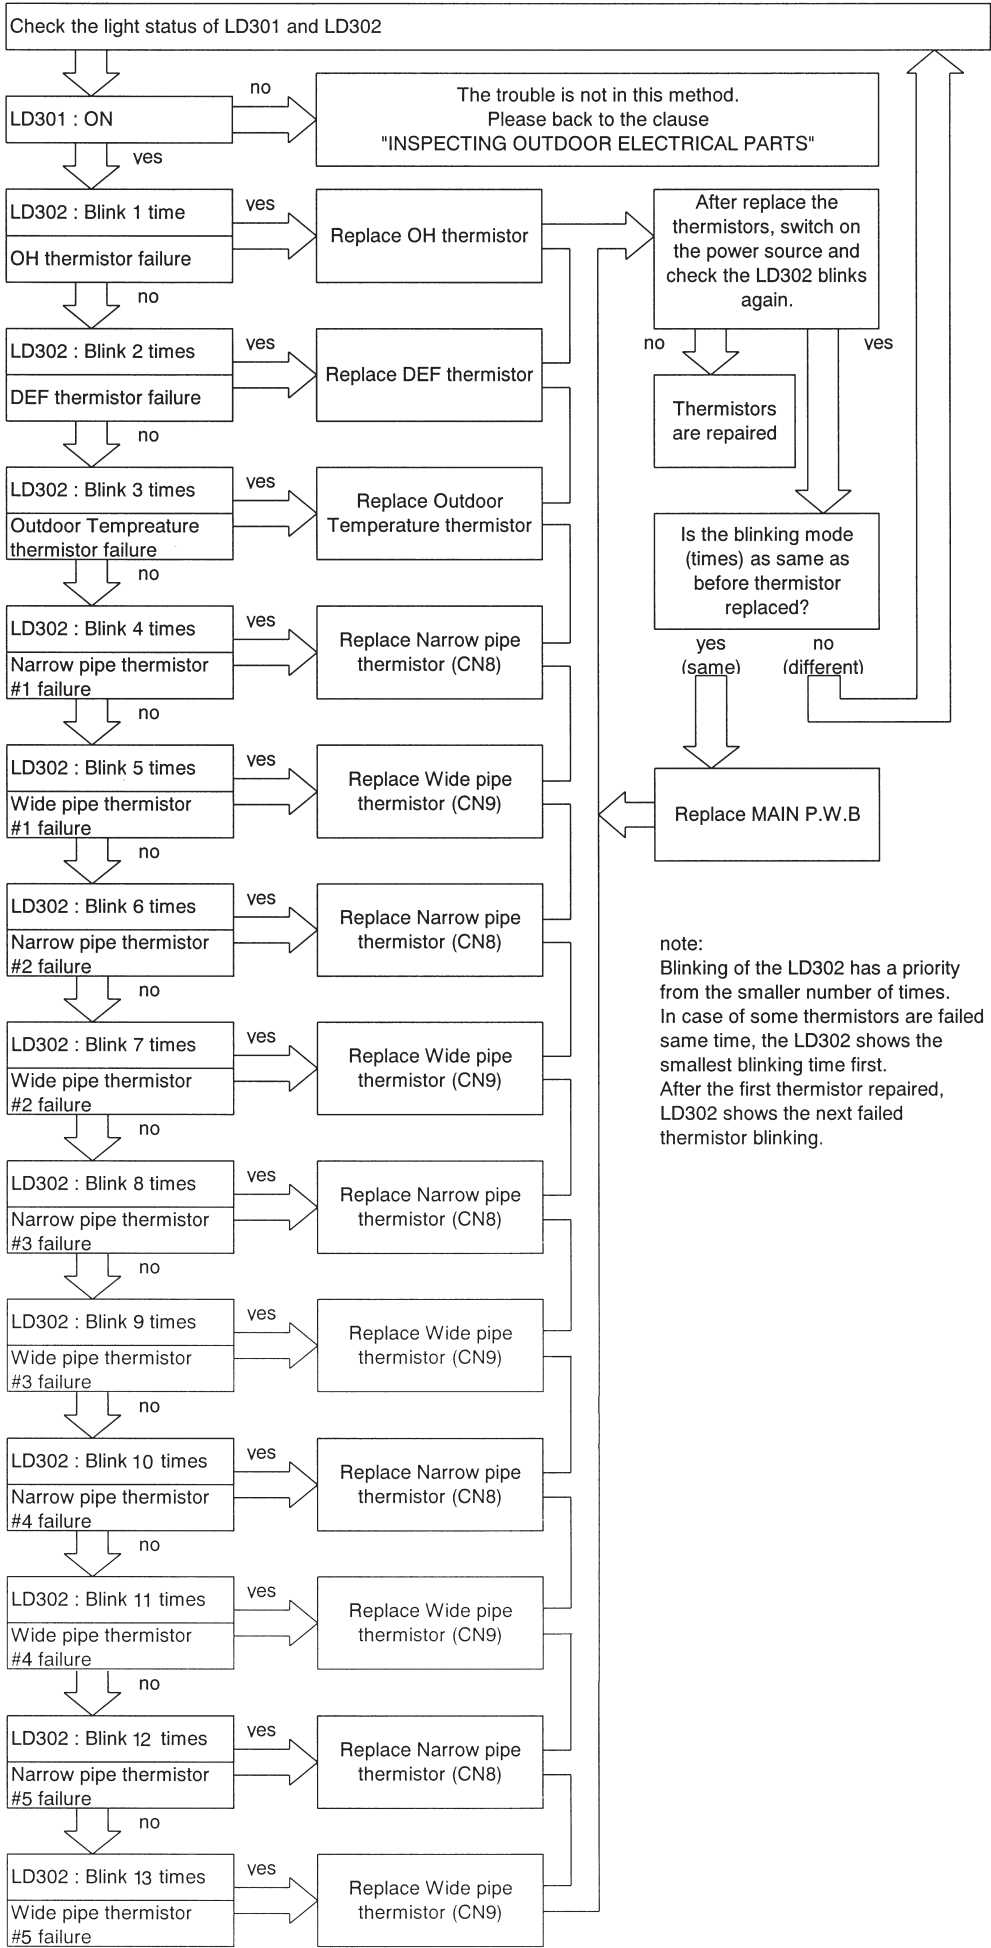 Check the light status of LD301 and LD302
LD301 : ON
no
The trouble is not in this method.
Please back to the clause
"INSPECTING OUTDOOR ELECTRICAL PARTS"
yes
LD302 : Blink 1 time
OH thermistor failure
yes
Replace OH thermistor
After replace the
thermistors, switch on
the power source and
check the LD302 blinks
again.
no
LD302 : Blink 2 times
DEF thermistor failure
yes
Replace DEF thermistor
no
yes
Thermistors
are repaired
no
LD302 : Blink 3 times
Outdoor Tempreature
thermistor failure
yes
Replace Outdoor
Temperature thermistor
Is the blinking mode
(times) as same as
before thermistor
replaced?
no
LD302 : Blink 4 times
Narrow pipe thermistor
#1 failure
yes
Replace Narrow pipe
thermistor (CN8)
yes
(same)
no
(different)
no
LD302 : Blink 5 times
Wide pipe thermistor
#1 failure
yes
Replace Wide pipe
thermistor (CN9)
Replace MAIN P.W.B
no
LD302 : Blink 6 times
Narrow pipe thermistor
#2 failure
yes
Replace Narrow pipe
thermistor (CN8)
note:
Blinking of the LD302 has a priority
from the smaller number of times.
In case of some thermistors are failed
same time, the LD302 shows the
smallest blinking time first.
After the first thermistor repaired,
LD302 shows the next failed
thermistor blinking.
no
LD302 : Blink 7 times
Wide pipe thermistor
#2 failure
yes
Replace Wide pipe
thermistor (CN9)
no
LD302 : Blink 8 times
Narrow pipe thermistor
#3 failure
yes
Replace Narrow pipe
thermistor (CN8)
no
LD302 : Blink 9 times
Wide pipe thermistor
#3 failure
yes
Replace Wide pipe
thermistor (CN9)
no
LD302 : Blink 10 times
Narrow pipe thermistor
#4 failure
yes
Replace Narrow pipe
thermistor (CN8)
no
LD302 : Blink 11 times
Wide pipe thermistor
#4 failure
yes
Replace Wide pipe
thermistor (CN9)
no
LD302 : Blink 12 times
Narrow pipe thermistor
#5 failure
yes
Replace Narrow pipe
thermistor (CN8)
no
LD302 : Blink 13 times
Wide pipe thermistor
#5 failure
yes
Replace Wide pipe
thermistor (CN9)